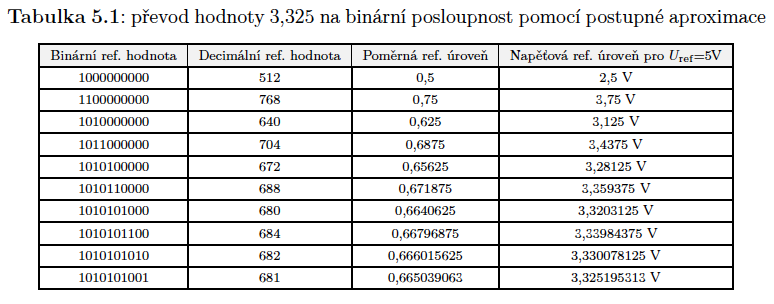 Tabulka 5.1: převod hodnoty 3,325 na binární posloupnost pomocí postupné aproximace
Binární ref. hodnota Decimální ref. hodnota Poměrná ref. úroveň Napěťová ref. úroveň pro Uref=5V
1000000000 512 0,5 2,5 V
1100000000 768 0,75 3,75 V
1010000000 640 0,625 3,125 V
1011000000 704 0,6875 3,4375 V
1010100000 672 0,65625 3,28125 V
1010110000 688 0,671875 3,359375 V
1010101000 680 0,6640625 3,3203125 V
1010101100 684 0,66796875 3,33984375 V
1010101010 682 0,666015625 3,330078125 V
1010101001 681 0,665039063 3,325195313 V